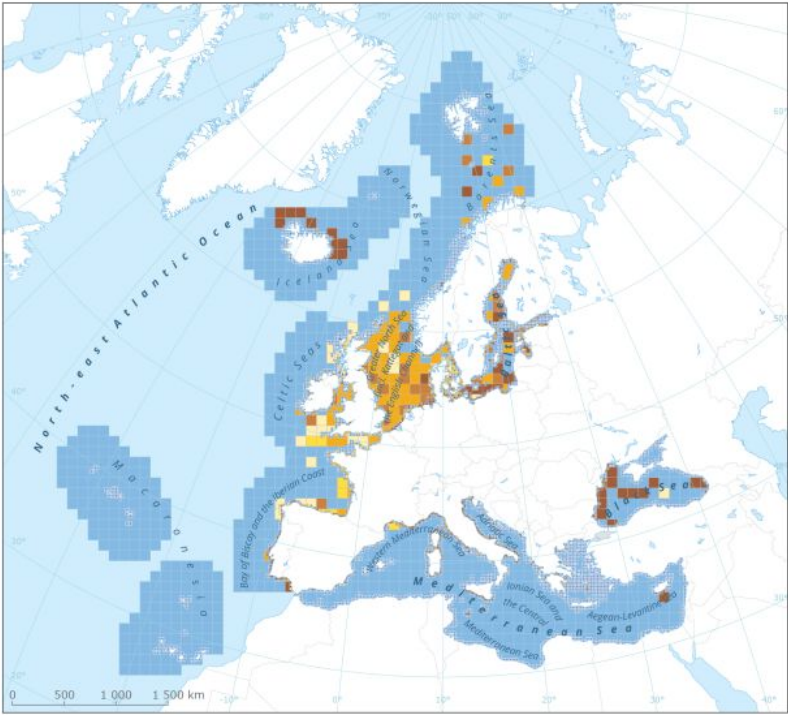 North-east Atlantic Ocean
Barents Sea
Norwegian Sea
Iceland Sea
Celtic Seas
Greater North Sea
Kattegat
English Channel
Baltic
Macaronesia
Bay of Biscay and the Iberian Coast
Black Sea
Adriatic Sea
Western Mediterranean Sea
Mediterranean Sea
Ionian Sea and
the Central
Mediterranean Sea
Aegean-Levantine Sea
60°
50°
40°
30°
20°
-10°
0°
10°
20°
30°
40°
0 500 1 000 1 500 km